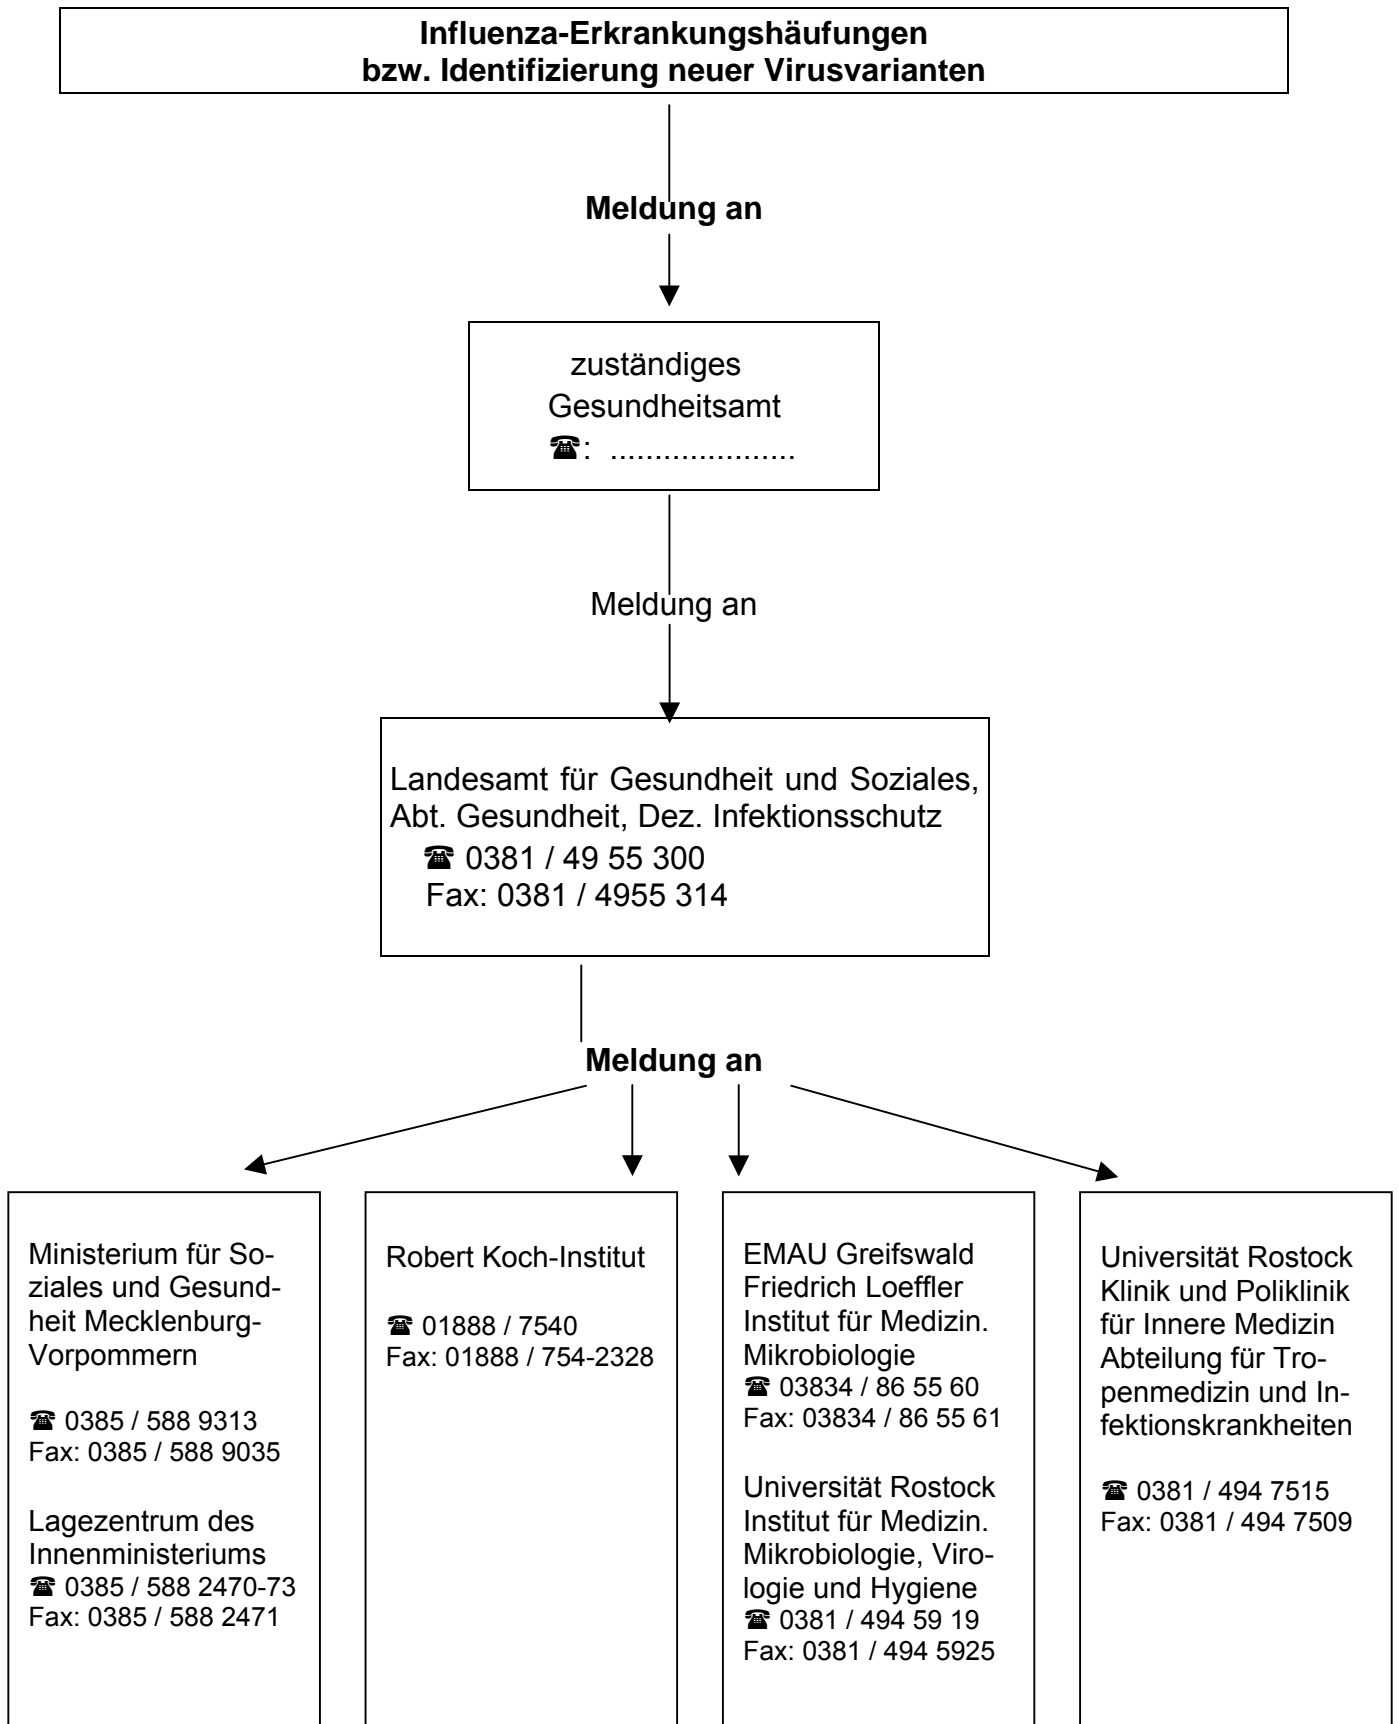 Influenza-Erkrankungshäufungen
bzw. Identifizierung neuer Virusvarianten
Meldung an
zuständiges
Gesundheitsamt
☎: .....................
Meldung an
Landesamt für Gesundheit und Soziales,
Abt. Gesundheit, Dez. Infektionsschutz
☎ 0381 / 49 55 300
Fax: 0381 / 4955 314
Meldung an
Ministerium für So-
ziales und Gesund-
heit Mecklenburg-
Vorpommern
☎ 0385 / 588 9313
Fax: 0385 / 588 9035
Lagezentrum des
Innenministeriums
☎ 0385 / 588 2470-73
Fax: 0385 / 588 2471
Robert Koch-Institut
☎ 01888 / 7540
Fax: 01888 / 754-2328
EMAU Greifswald
Friedrich Loeffler
Institut für Medizin.
Mikrobiologie
☎ 03834 / 86 55 60
Fax: 03834 / 86 55 61
Universität Rostock
Institut für Medizin.
Mikrobiologie, Viro-
logie und Hygiene
☎ 0381 / 494 59 19
Fax: 0381 / 494 5925
Universität Rostock
Klinik und Poliklinik
für Innere Medizin
Abteilung für Tro-
penmedizin und In-
fektionskrankheiten
☎ 0381 / 494 7515
Fax: 0381 / 494 7509